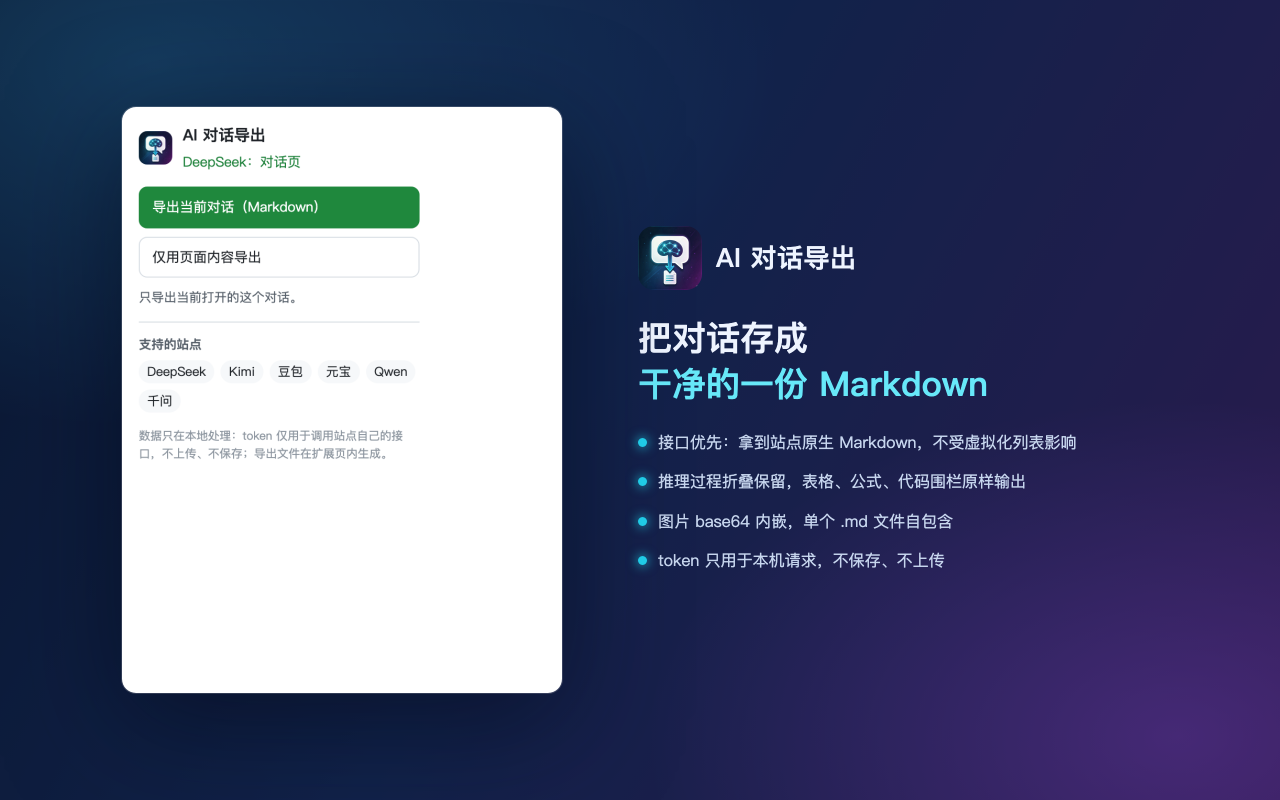 AI 对话导出
DeepSeek：对话页
导出当前对话（Markdown）
仅用页面内容导出
只导出当前打开的这个对话。
支持的站点
DeepSeek Kimi 豆包 元宝 Qwen
千问
数据只在本地处理：token 仅用于调用站点自己的接
口，不上传、不保存；导出文件在扩展页内生成。
AI 对话导出
把对话存成
干净的一份 Markdown
接口优先：拿到站点原生 Markdown，不受虚拟化列表影响
推理过程折叠保留，表格、公式、代码围栏原样输出
图片 base64 内嵌，单个 .md 文件自包含
token 只用于本机请求，不保存、不上传